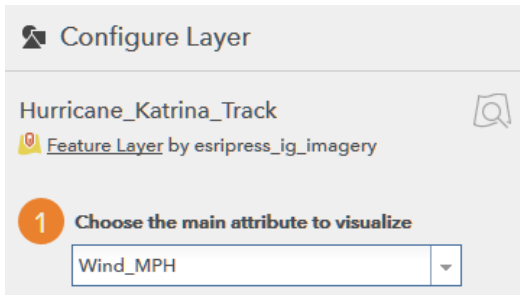 Configure Layer
Hurricane_Katrina_Track
Feature Layer by esripress_ig_imagery
1 Choose the main attribute to visualize
Wind_MPH